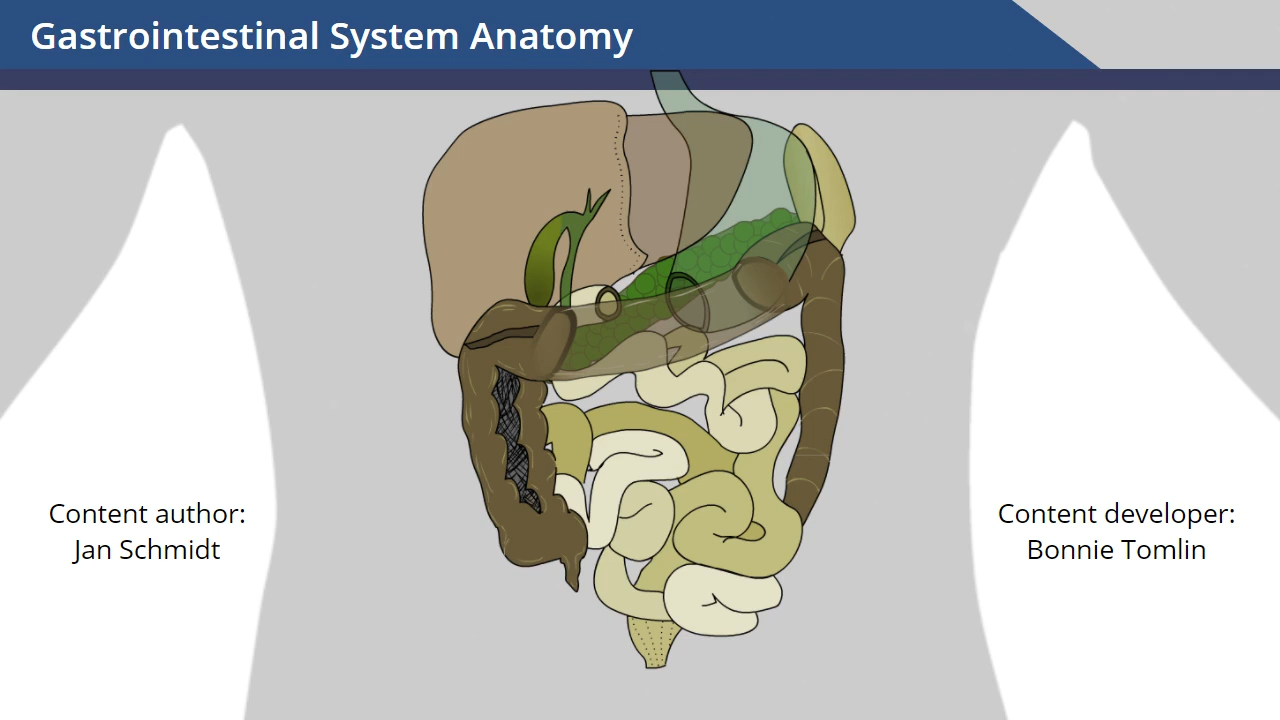 Gastrointestinal System Anatomy
Content author:
Jan Schmidt
Content developer:
Bonnie Tomlin